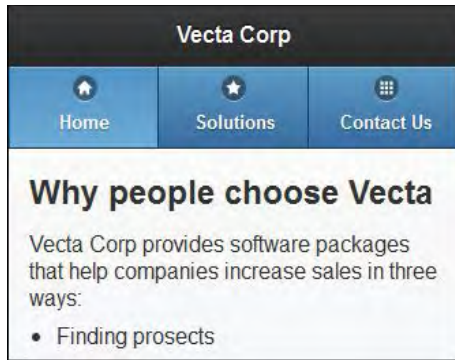 Vecta Corp
Home Solutions Contact Us
Why people choose Vecta
Vecta Corp provides software packages
that help companies increase sales in three
ways:
• Finding prosects